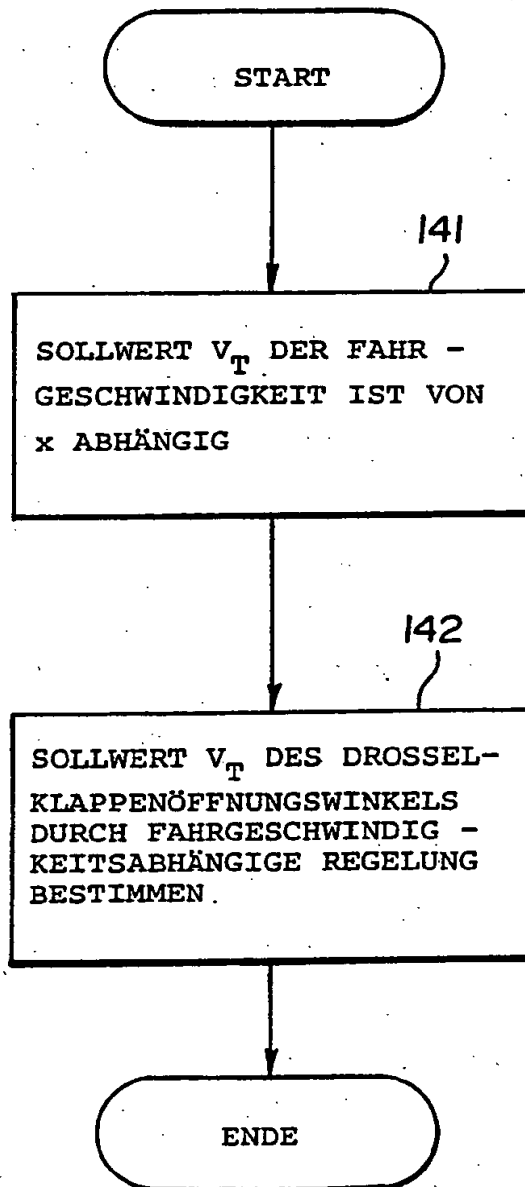 START
141
SOLLWERT V_T DER FAHR -
GESCHWINDIGKEIT IST VON
x ABHÄNGIG
142
SOLLWERT V_T DES DROSSEL-
KLAPPENÖFFNUNGSWINKELS
DURCH FAHRGESCHWINDIG -
KEITSABHÄNGIGE REGELUNG
BESTIMMEN.
ENDE